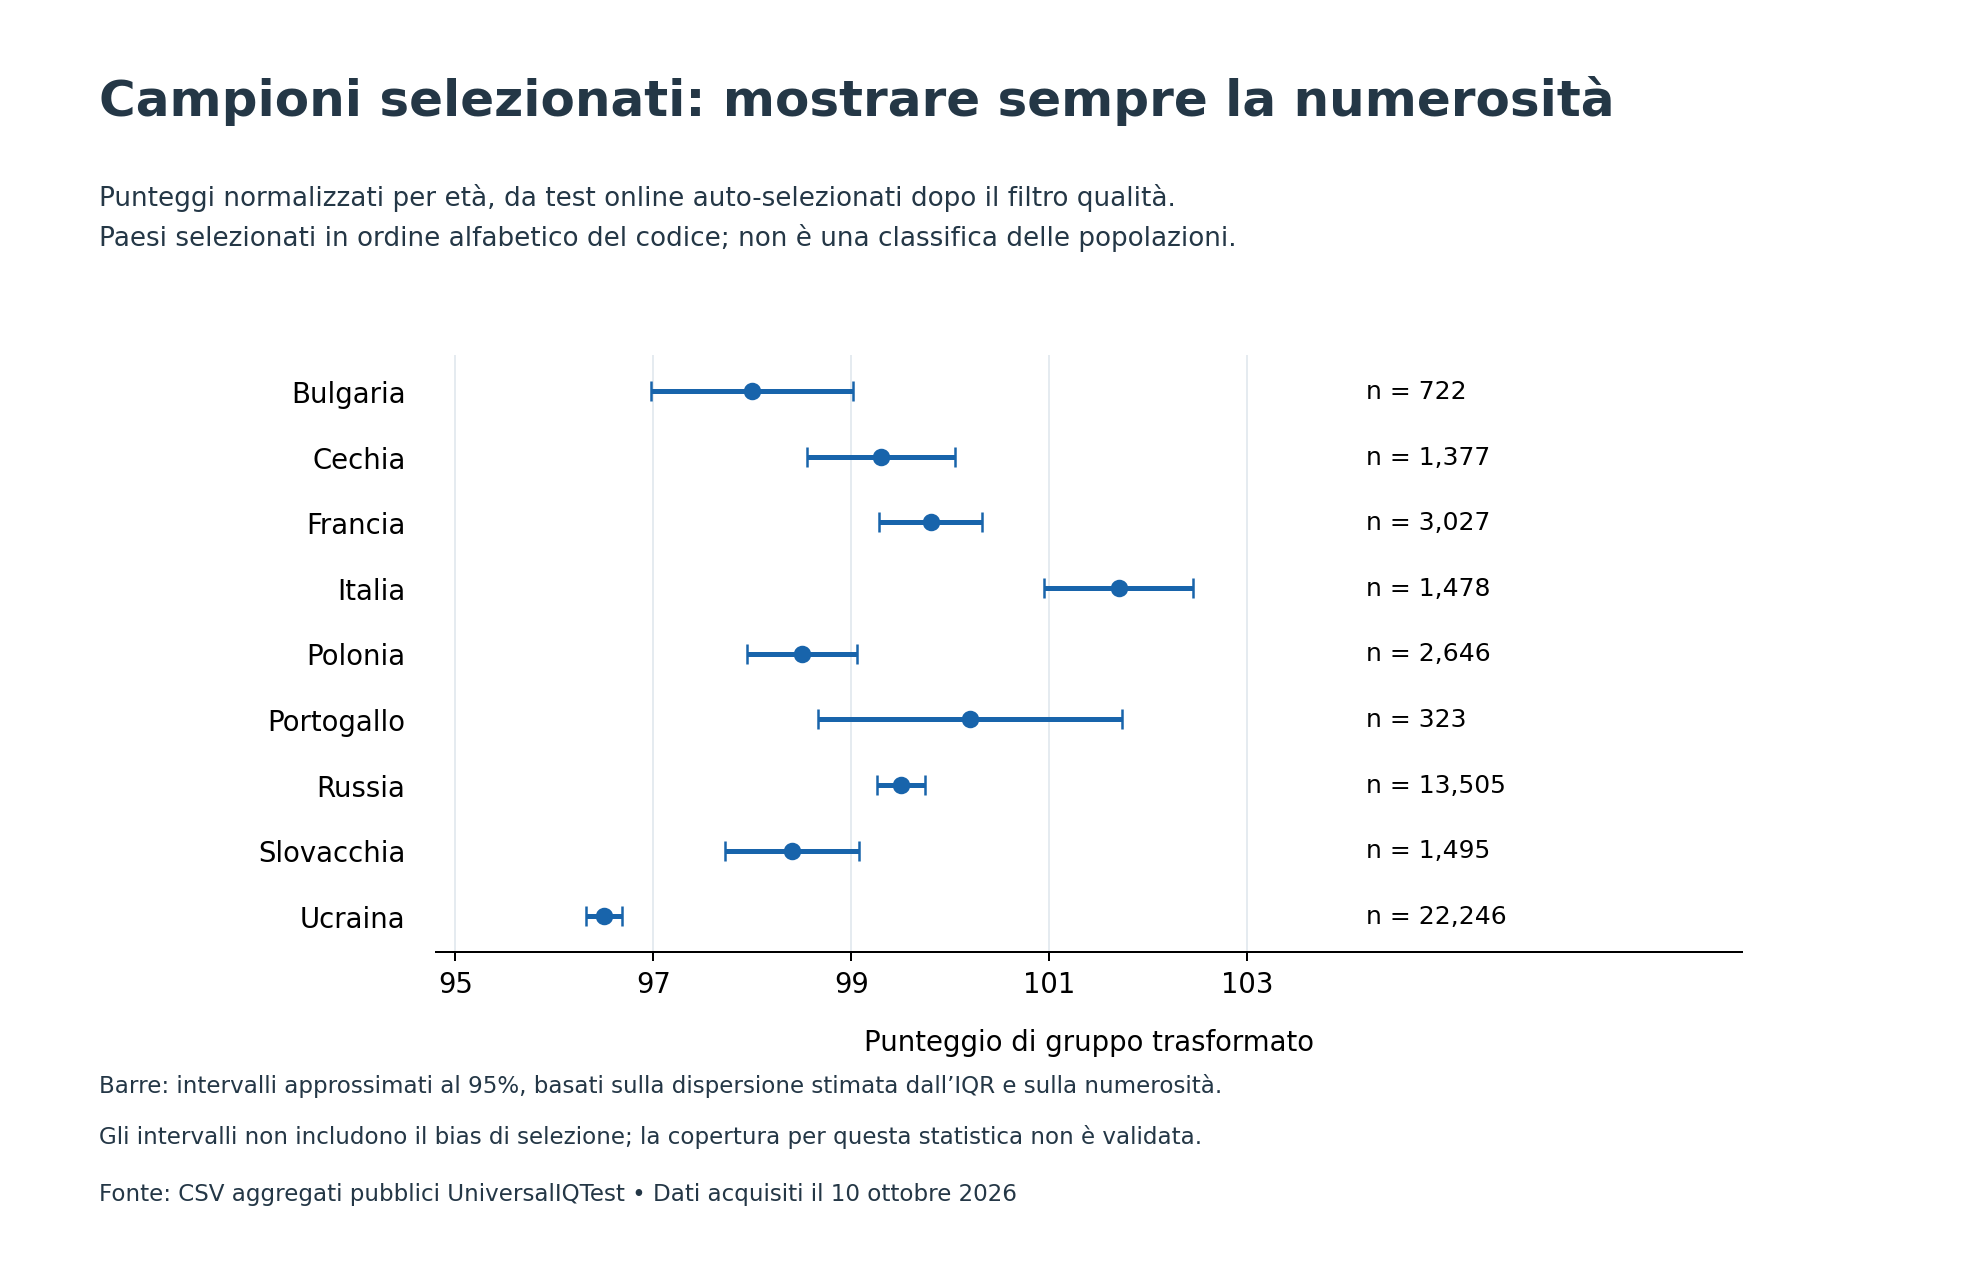 Campioni selezionati: mostrare sempre la numerosità
Punteggi normalizzati per età, da test online auto-selezionati dopo il filtro qualità.
Paesi selezionati in ordine alfabetico del codice; non è una classifica delle popolazioni.
Bulgaria n = 722
Cechia n = 1,377
Francia n = 3,027
Italia n = 1,478
Polonia n = 2,646
Portogallo n = 323
Russia n = 13,505
Slovacchia n = 1,495
Ucraina n = 22,246
95 97 99 101 103
Punteggio di gruppo trasformato
Barre: intervalli approssimati al 95%, basati sulla dispersione stimata dall’IQR e sulla numerosità.
Gli intervalli non includono il bias di selezione; la copertura per questa statistica non è validata.
Fonte: CSV aggregati pubblici UniversalIQTest • Dati acquisiti il 10 ottobre 2026